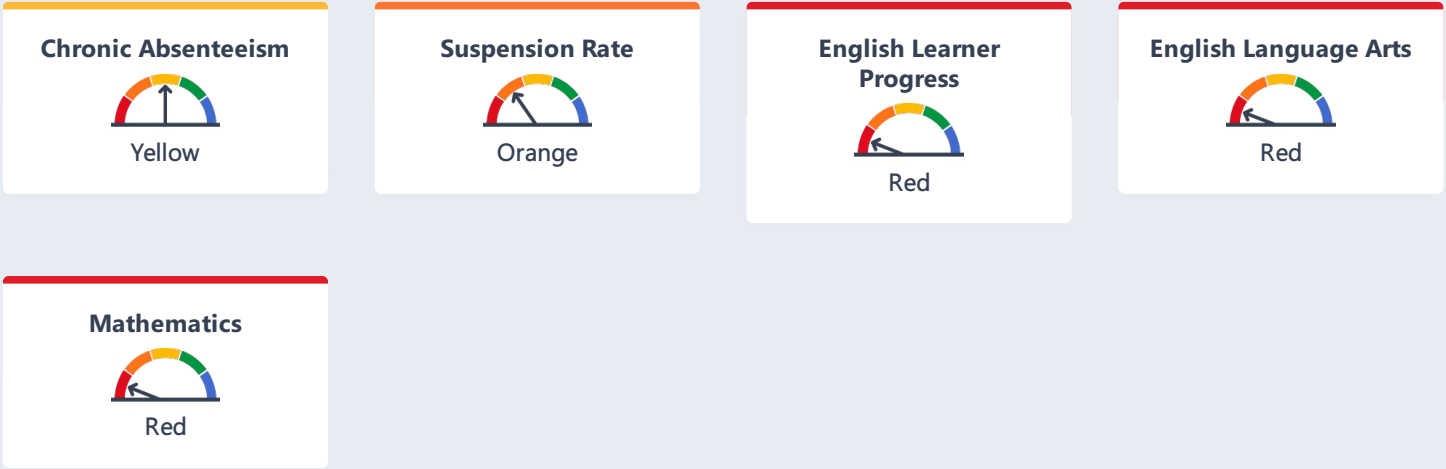 Chronic Absenteeism
Yellow
Suspension Rate
Orange
English Learner
Progress
Red
English Language Arts
Red
Mathematics
Red